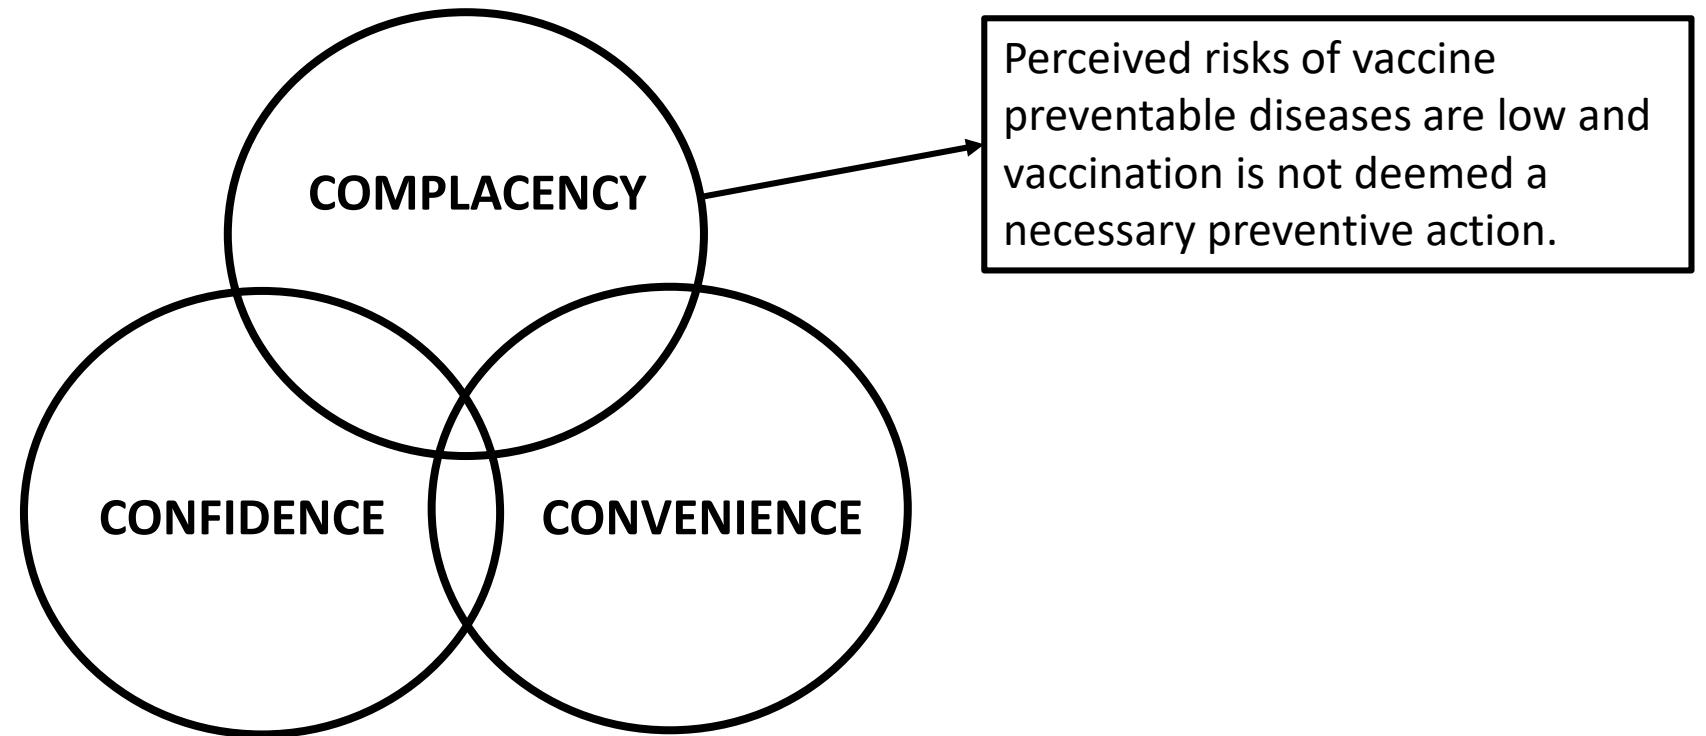 COMPLACENCY
Perceived risks of vaccine
preventable diseases are low and
vaccination is not deemed a
necessary preventive action.
CONFIDENCE
CONVENIENCE